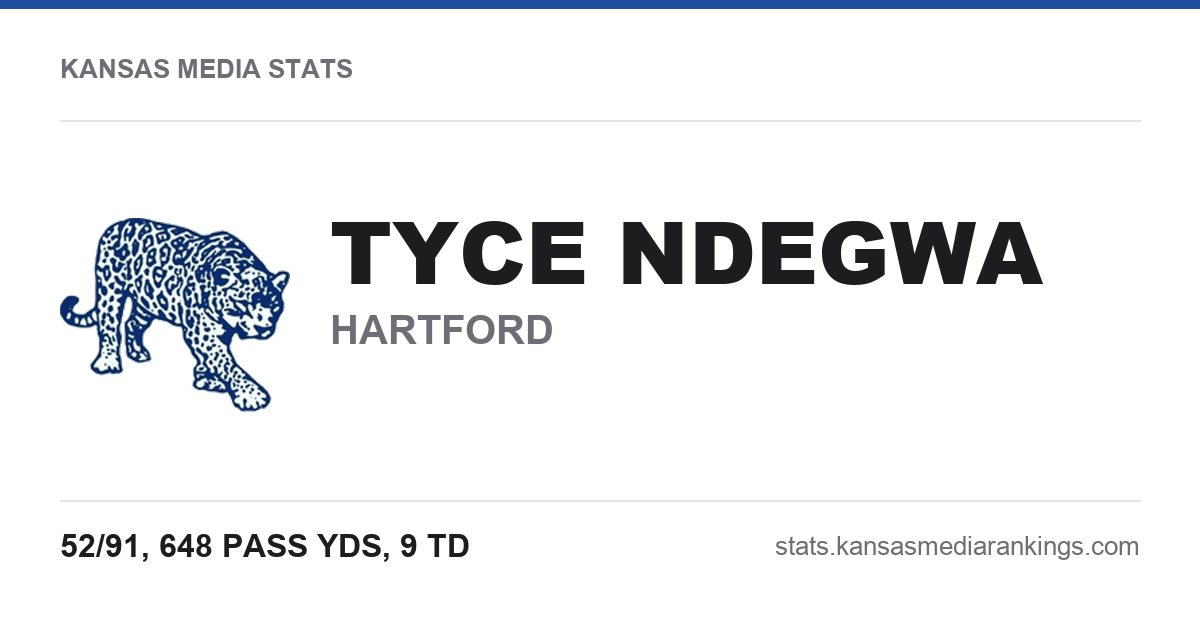 KANSAS MEDIA STATS
TYCE NDEGWA
HARTFORD
52/91, 648 PASS YDS, 9 TD
stats.kansasmediarankings.com